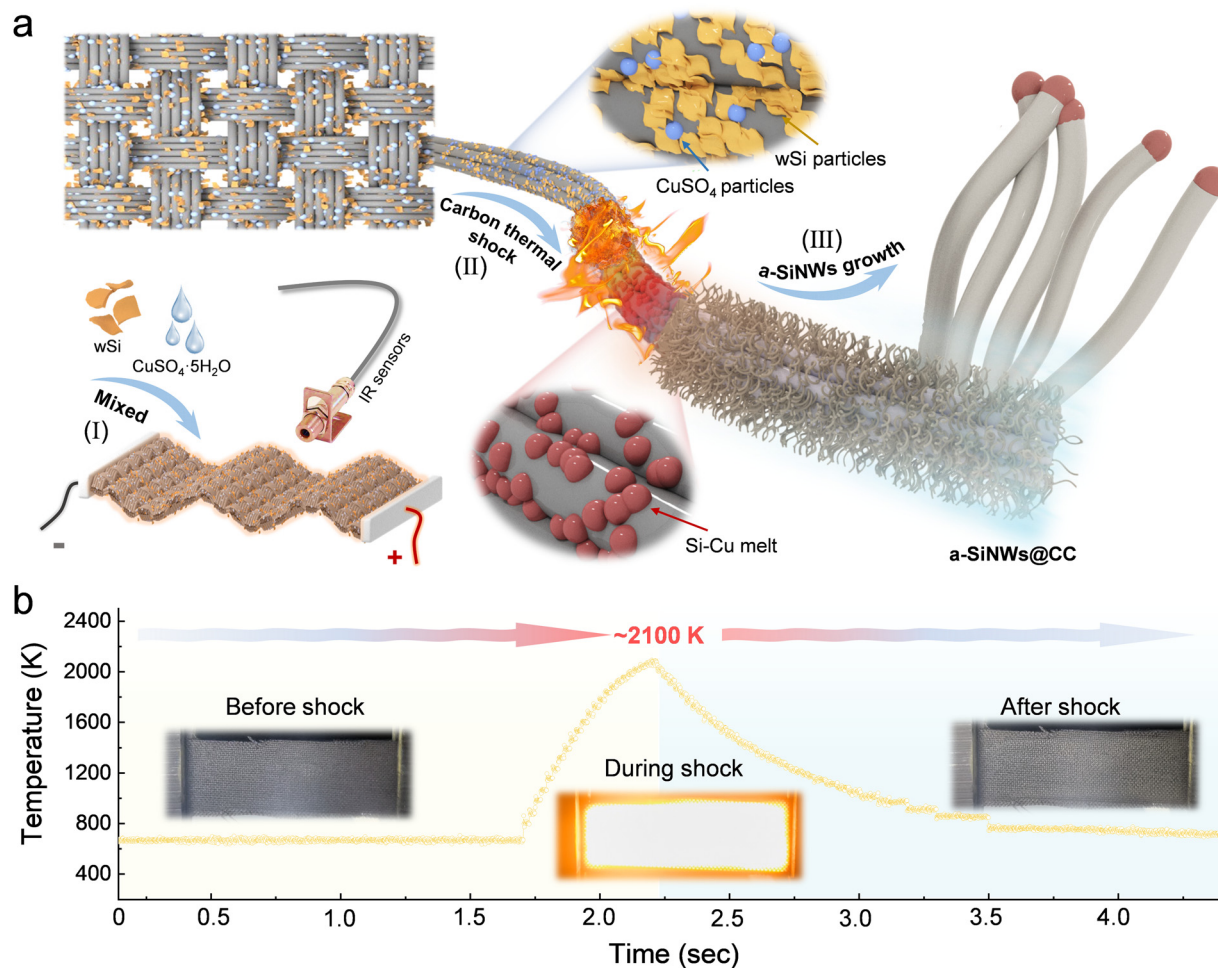 a
wSi particles
CuSO₄ particles
Carbon thermal
shock
(II)
(III)
a-SiNWs growth
wSi
CuSO₄·5H₂O
IR sensors
Mixed
(I)
-
+
Si-Cu melt
a-SiNWs@CC
b
~2100 K
Before shock
During shock
After shock
Temperature (K)
2400
2000
1600
1200
800
400
0
0.5
1.0
1.5
2.0
2.5
3.0
3.5
4.0
Time (sec)